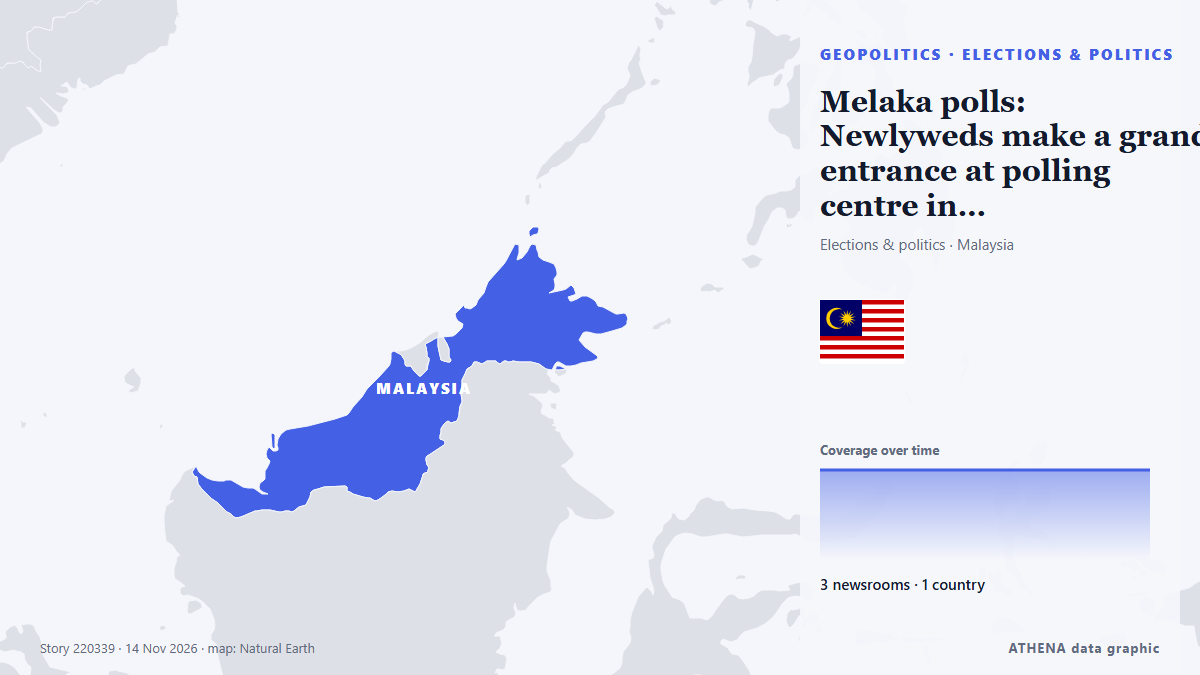 GEOPOLITICS · ELECTIONS & POLITICS
Melaka polls:
Newlyweds make a grand
entrance at polling
centre in...
Elections & politics · Malaysia
MALAYSIA
Coverage over time
3 newsrooms · 1 country
Story 220339 · 14 Nov 2026 · map: Natural Earth
ATHENA data graphic